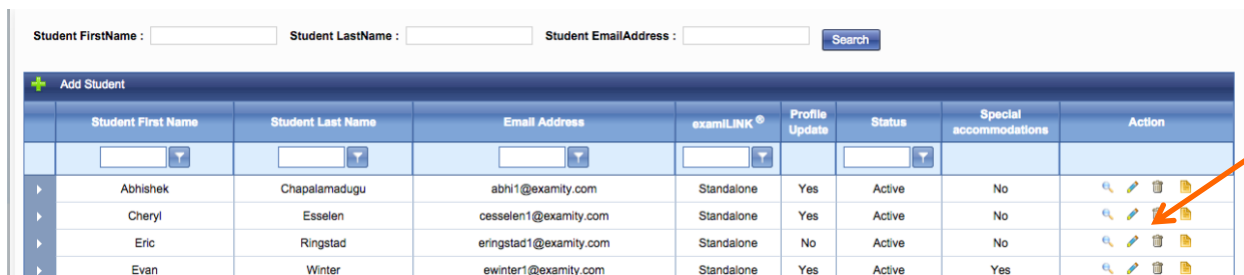 Student FirstName : Student LastName : Student EmailAddress : Search
Add Student
Student First Name Student Last Name Email Address examiLINK® Profile Update Status Special accommodations Action
Abhishek Chapalamadugu abhi1@examity.com Standalone Yes Active No
Cheryl Esselen cesselen1@examity.com Standalone Yes Active No
Eric Ringstad eringstad1@examity.com Standalone No Active No
Evan Winter ewinter1@examity.com Standalone Yes Active Yes